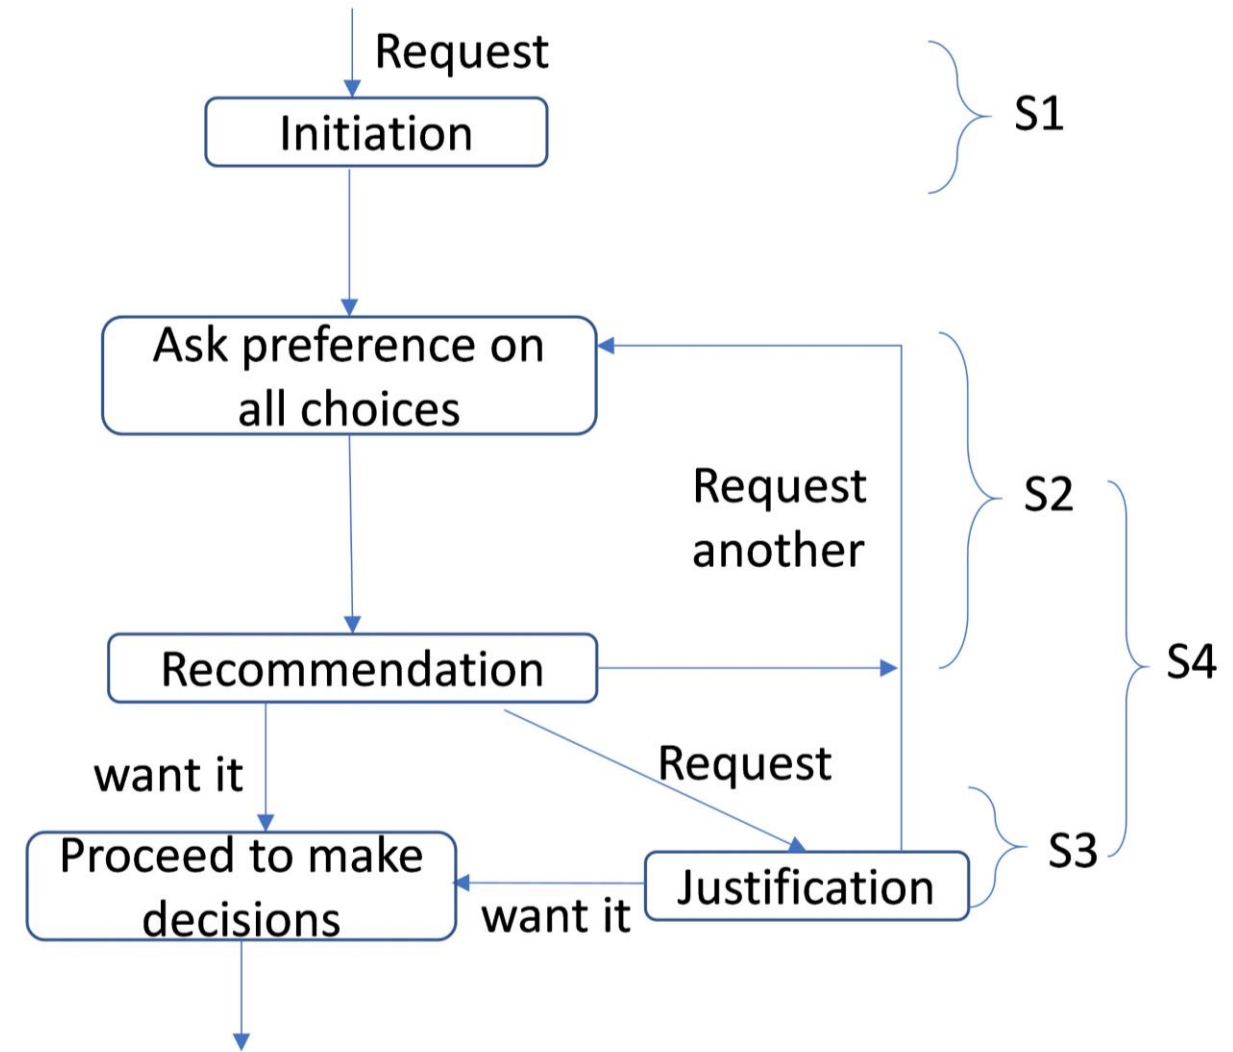 Request
Initiation
S1
Ask preference on
all choices
Request
another
S2
Recommendation
S4
want it
Request
Proceed to make
decisions
want it
Justification
S3